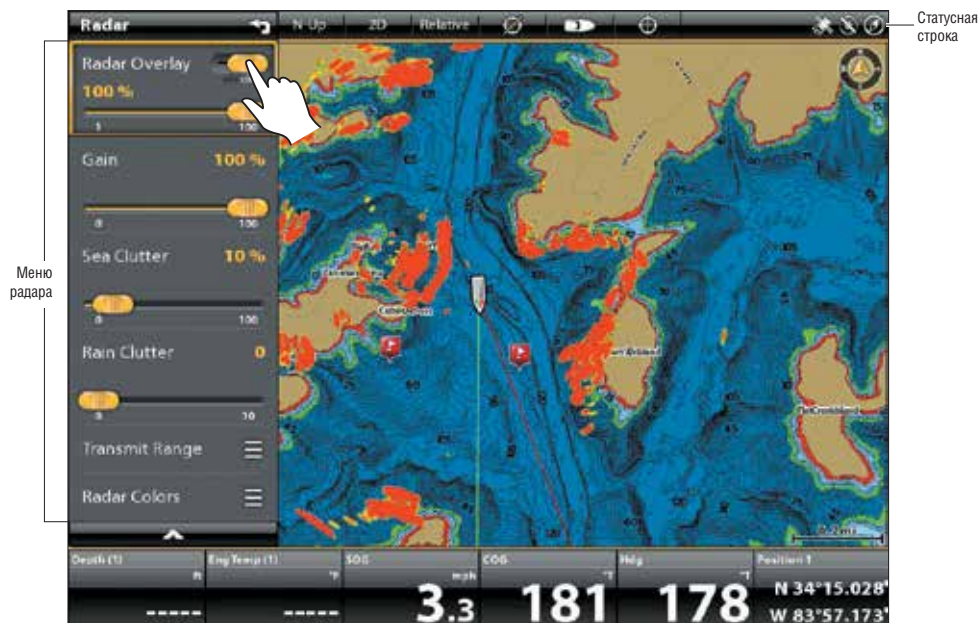 Radar
N-Up
2D
Relative
Статусная
строка
Radar Overlay
100 %
1
100
Gain
100 %
0
100
Sea Clutter
10 %
0
100
Rain Clutter
0
0
10
Transmit Range
Radar Colors
Меню
радара
Depth (1)
ft
-----
Eng Temp (1)
°F
-----
SOG
mph
3.3
COG
181
Hdg
178
Position 1
N 34°15.028'
W 83°57.173'